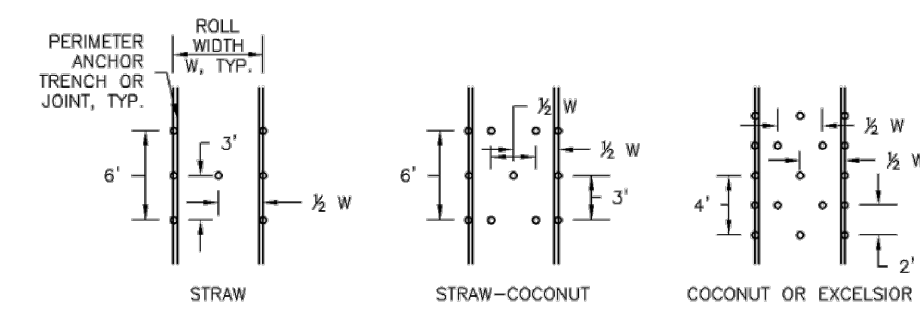 PERIMETER
ANCHOR
TRENCH OR
JOINT, TYP.
ROLL
WIDTH
W, TYP.
6'
3'
½ W
STRAW
½ W
½ W
6'
3'
STRAW-COCONUT
½ W
½ W
4'
2'
COCONUT OR EXCELSIOR